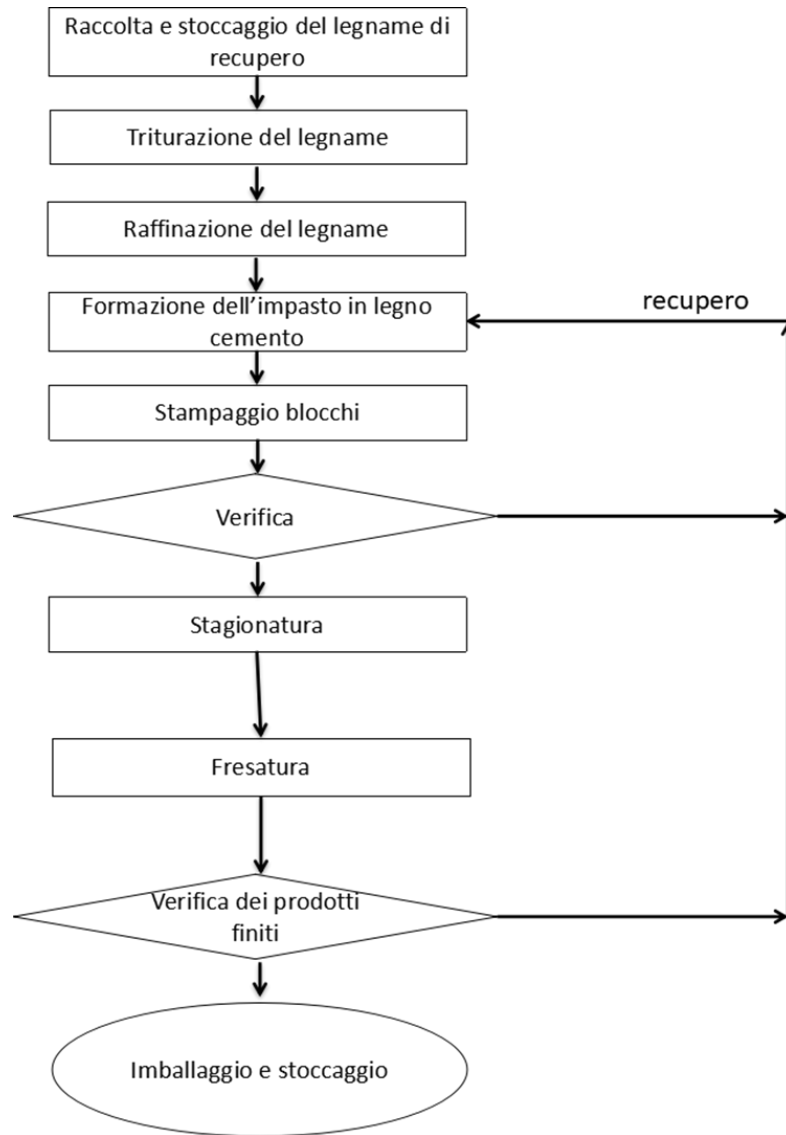 Raccolta e stoccaggio del legname di
recupero
Triturazione del legname
Raffinazione del legname
Formazione dell’impasto in legno
cemento
recupero
Stampaggio blocchi
Verifica
Stagionatura
Fresatura
Verifica dei prodotti
finiti
Imballaggio e stoccaggio